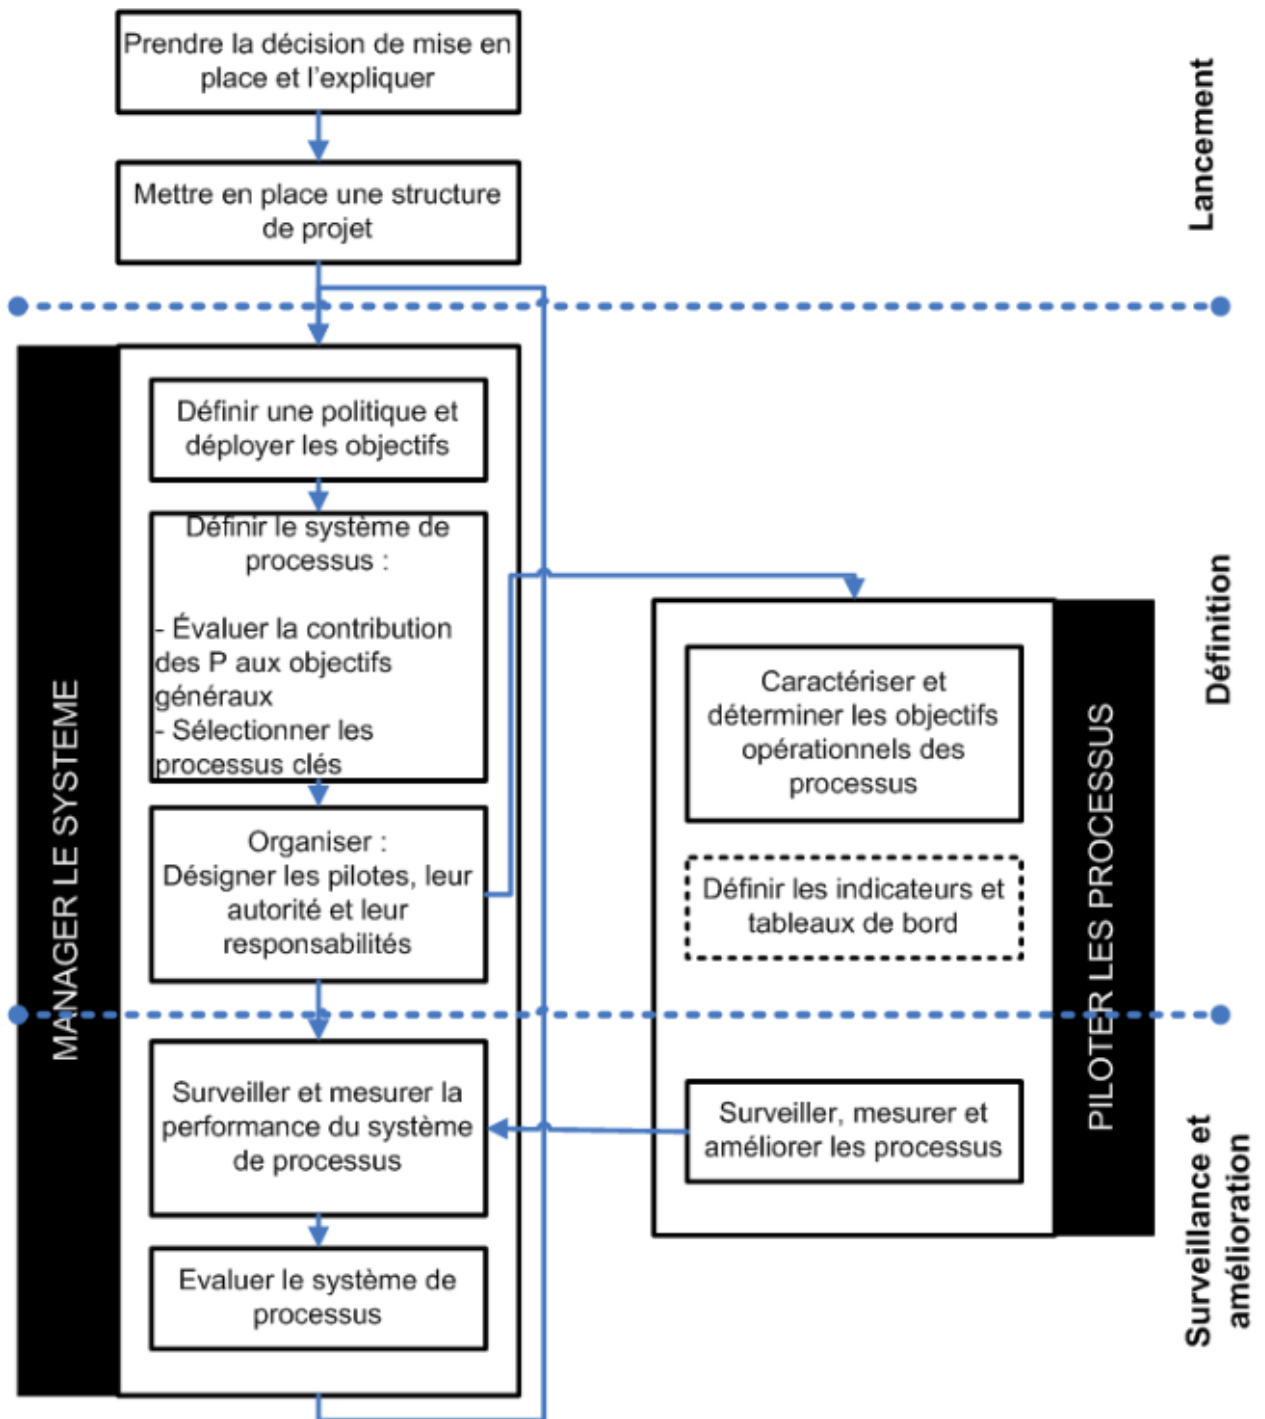 Prendre la décision de mise en
place et l'expliquer
Mettre en place une structure
de projet
Lancement
MANAGER LE SYSTEME
Définir une politique et
déployer les objectifs
Définir le système de
processus :
- Évaluer la contribution
des P aux objectifs
généraux
- Sélectionner les
processus clés
Organiser :
Désigner les pilotes, leur
autorité et leur
responsabilités
Surveiller et mesurer la
performance du système
de processus
Evaluer le système de
processus
Caractériser et
déterminer les objectifs
opérationnels des
processus
Définir les indicateurs et
tableaux de bord
Surveiller, mesurer et
améliorer les processus
PILOTER LES PROCESSUS
Définition
Surveillance et
amélioration